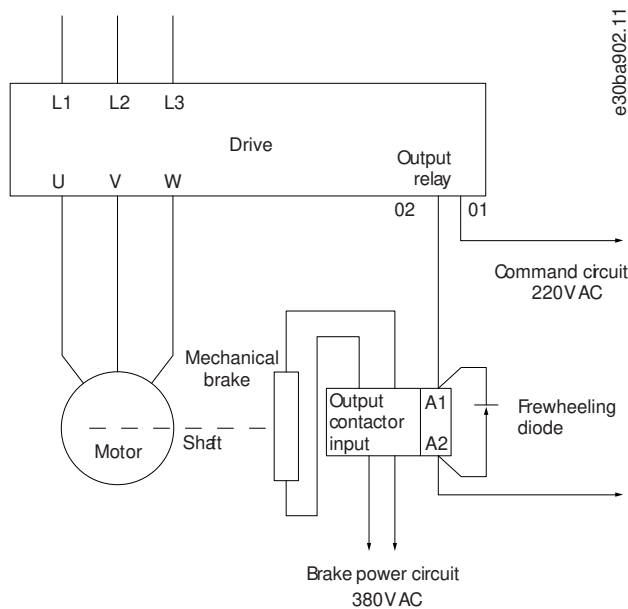 e30ba902.11
L1 L2 L3
Drive
Output
relay
U V W
02 01
Command circuit
220V AC
Mechanical
brake
Output
contactor
input
A1
A2
Frewheeling
diode
Motor
Shaft
Brake power circuit
380V AC